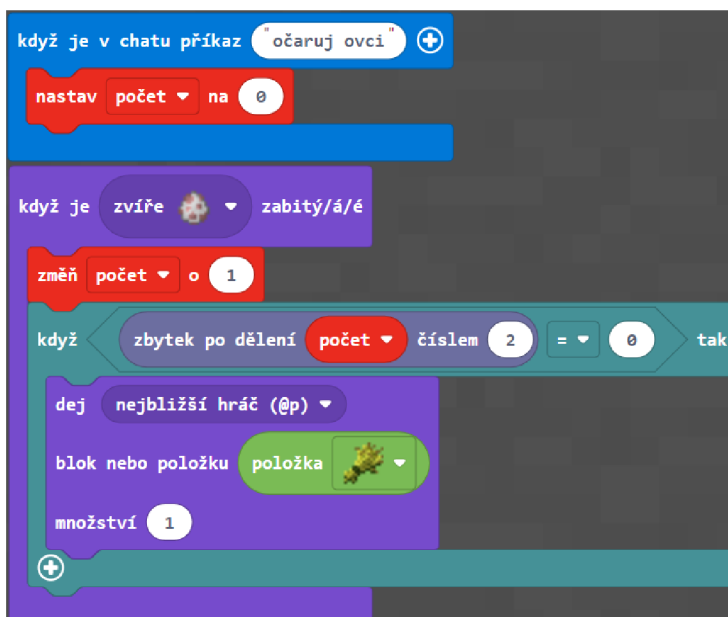 když je v chatu příkaz "očaruj ovci"
nastav počet na 0
když je zvíře zabitý/á/é
změň počet o 1
když zbytek po dělení počet číslem 2 = 0 tak
dej nejbližší hráč (@p)
blok nebo položku položka
množství 1